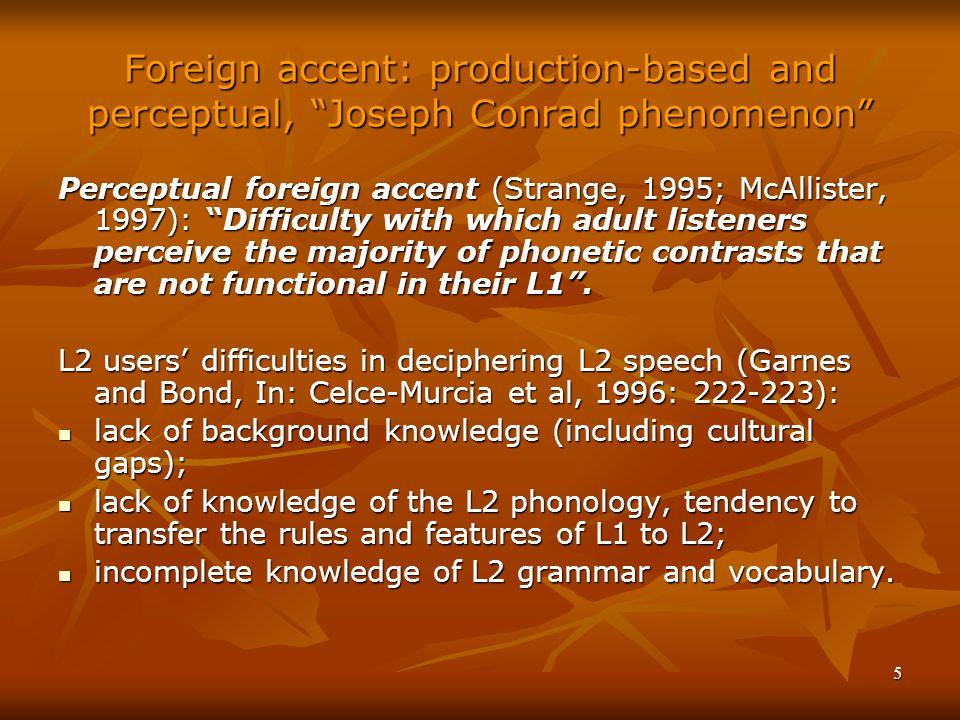 Foreign accent: production-based and
perceptual, “Joseph Conrad phenomenon”
Perceptual foreign accent (Strange, 1995; McAllister,
1997): “Difficulty with which adult listeners
perceive the majority of phonetic contrasts that
are not functional in their L1”.
L2 users’ difficulties in deciphering L2 speech (Garnes
and Bond, In: Celce-Murcia et al, 1996: 222-223):
lack of background knowledge (including cultural
gaps);
lack of knowledge of the L2 phonology, tendency to
transfer the rules and features of L1 to L2;
incomplete knowledge of L2 grammar and vocabulary.
5